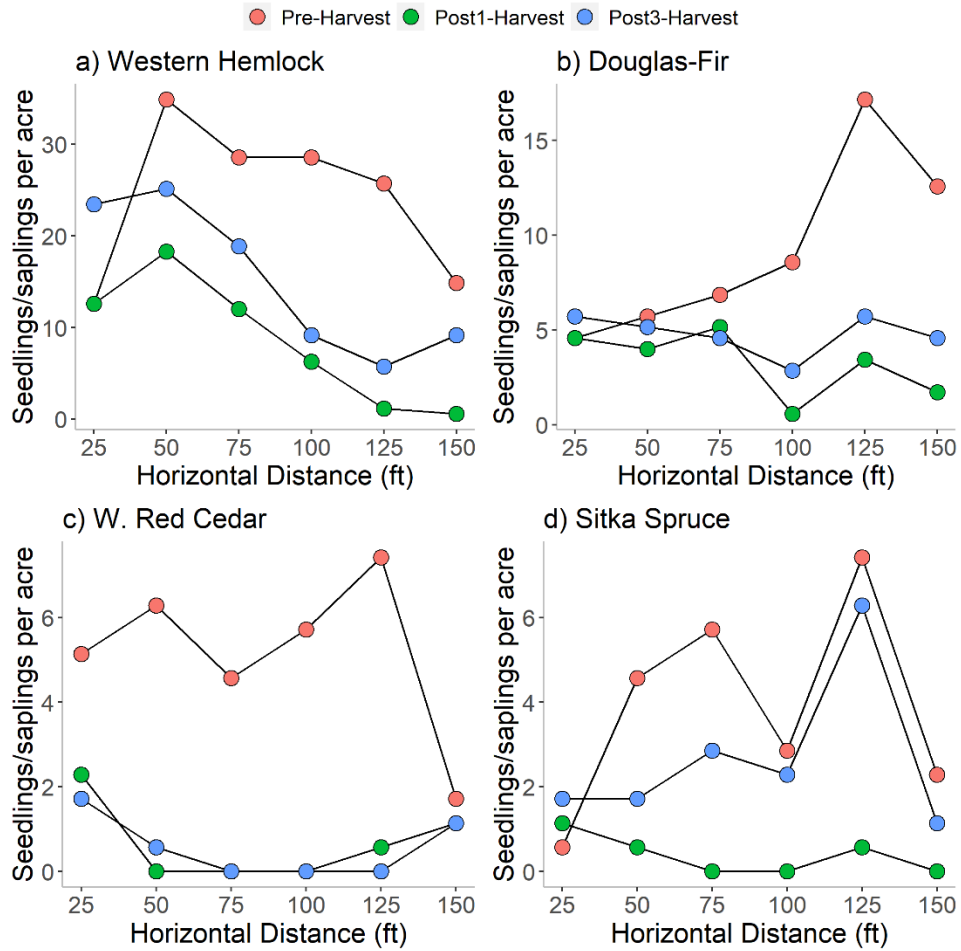 Pre-Harvest Post1-Harvest Post3-Harvest
a) Western Hemlock
Seedlings/saplings per acre
30
20
10
0
25 50 75 100 125 150
Horizontal Distance (ft)
b) Douglas-Fir
Seedlings/saplings per acre
15
10
5
0
25 50 75 100 125 150
Horizontal Distance (ft)
c) W. Red Cedar
Seedlings/saplings per acre
6
4
2
0
25 50 75 100 125 150
Horizontal Distance (ft)
d) Sitka Spruce
Seedlings/saplings per acre
6
4
2
0
25 50 75 100 125 150
Horizontal Distance (ft)